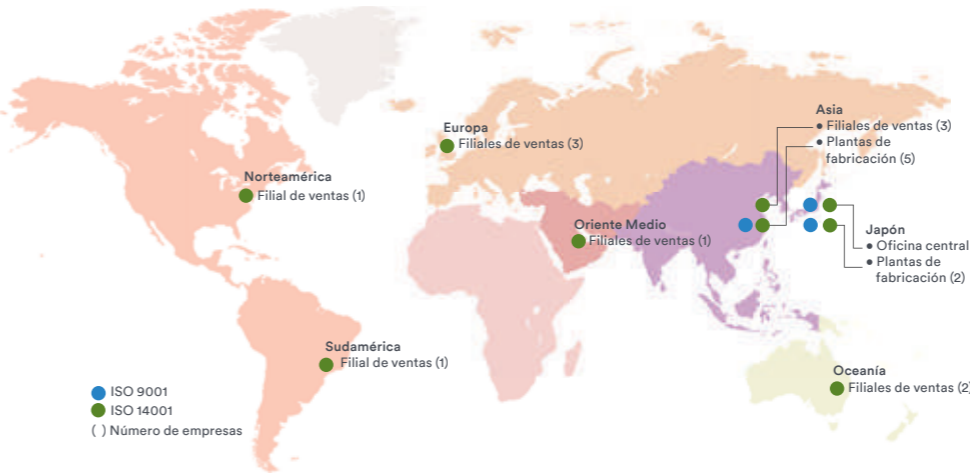 Asia
• Filiales de ventas (3)
• Plantas de
fabricación (5)
Europa
Filiales de ventas (3)
Norteamérica
Filial de ventas (1)
Oriente Medio
Filiales de ventas (1)
Japón
• Oficina central
• Plantas de
fabricación (2)
Sudamérica
Filial de ventas (1)
Oceanía
Filiales de ventas (2)
ISO 9001
ISO 14001
( ) Número de empresas